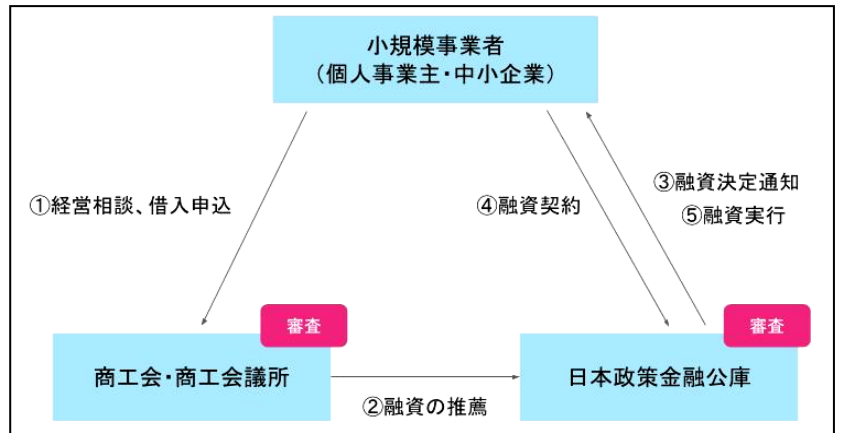 小規模事業者
（個人事業主・中小企業）
①経営相談、借入申込
④融資契約
③融資決定通知
⑤融資実行
審査
審査
商工会・商工会議所
日本政策金融公庫
②融資の推薦